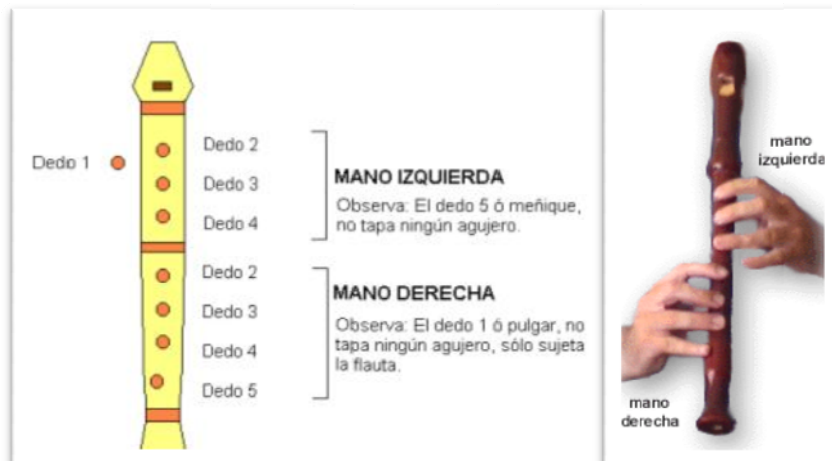 Dedo 1
Dedo 2
Dedo 3
Dedo 4
MANO IZQUIERDA
Observa: El dedo 5 ó meñique,
no tapa ningún agujero.
Dedo 2
Dedo 3
Dedo 4
Dedo 5
MANO DERECHA
Observa: El dedo 1 ó pulgar, no
tapa ningún agujero, sólo sujeta
la flauta.
mano
izquierda
mano
derecha